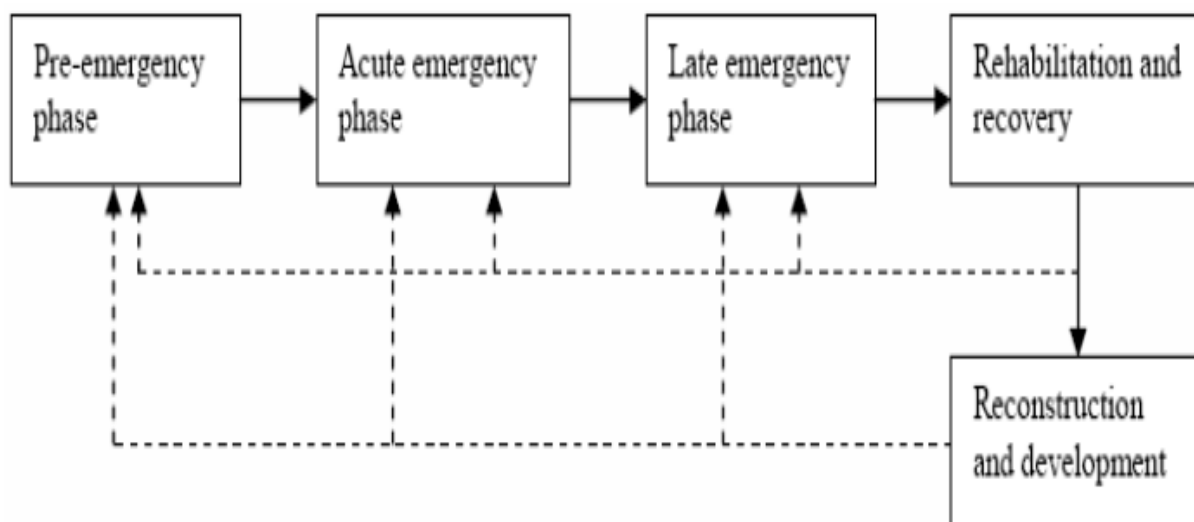 Pre-emergency
phase
Acute emergency
phase
Late emergency
phase
Rehabilitation and
recovery
Reconstruction
and development